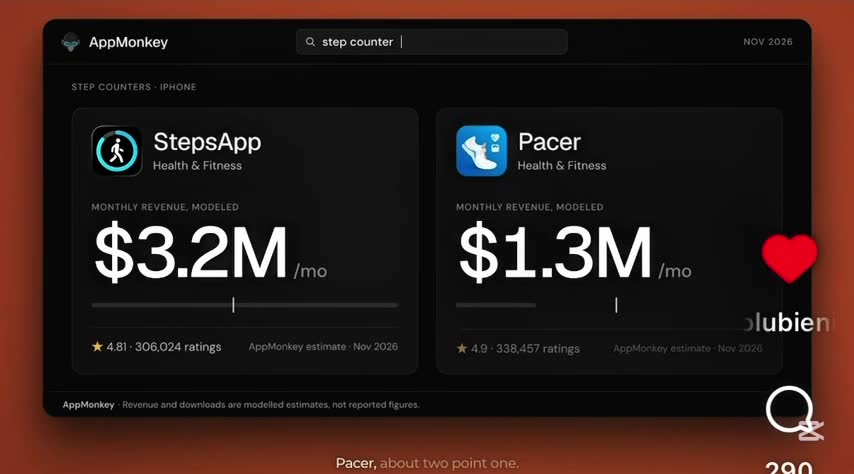 AppMonkey
step counter
NOV 2026
STEP COUNTERS · IPHONE
StepsApp
Health & Fitness
MONTHLY REVENUE, MODELED
$3.2M /mo
★ 4.81 · 306,024 ratings
AppMonkey estimate · Nov 2026
Pacer
Health & Fitness
MONTHLY REVENUE, MODELED
$1.3M /mo
★ 4.9 · 338,457 ratings
AppMonkey estimate · Nov 2026
AppMonkey · Revenue and downloads are modelled estimates, not reported figures.
Pacer, about two point one.
290